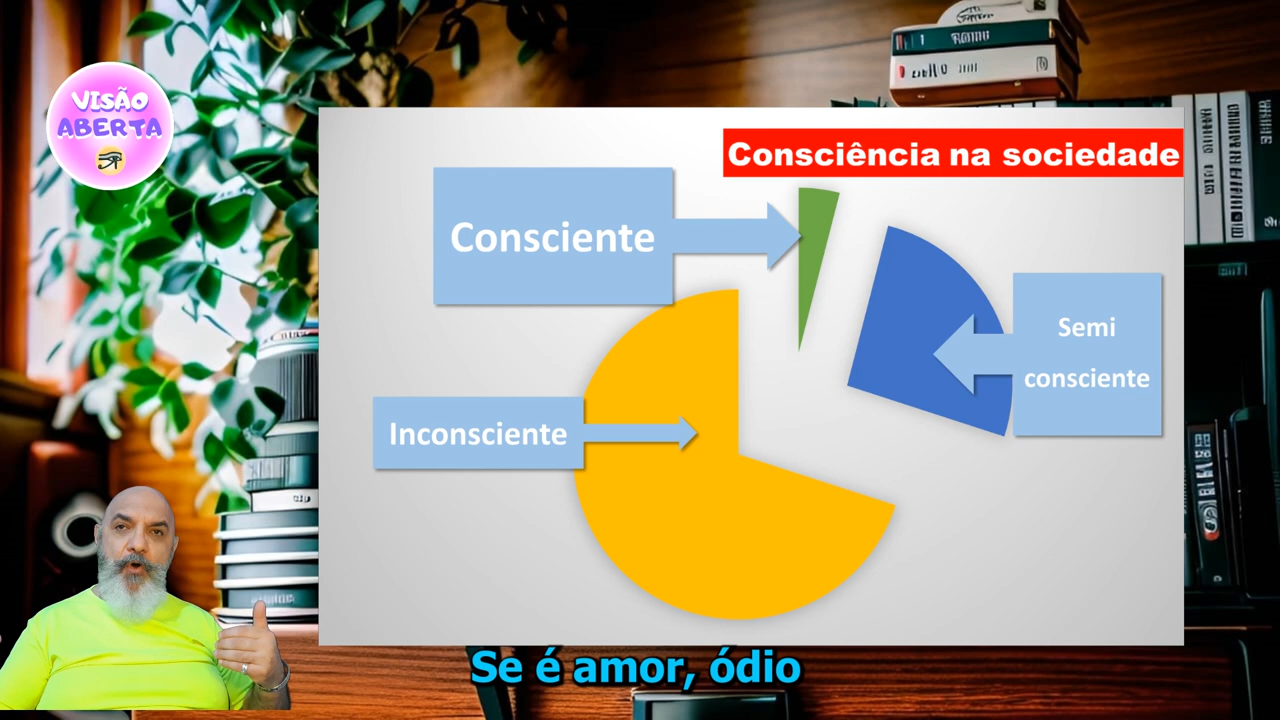 VISÃO
ABERTA
Consciência na sociedade
Consciente
Semi
consciente
Inconsciente
Se é amor, ódio